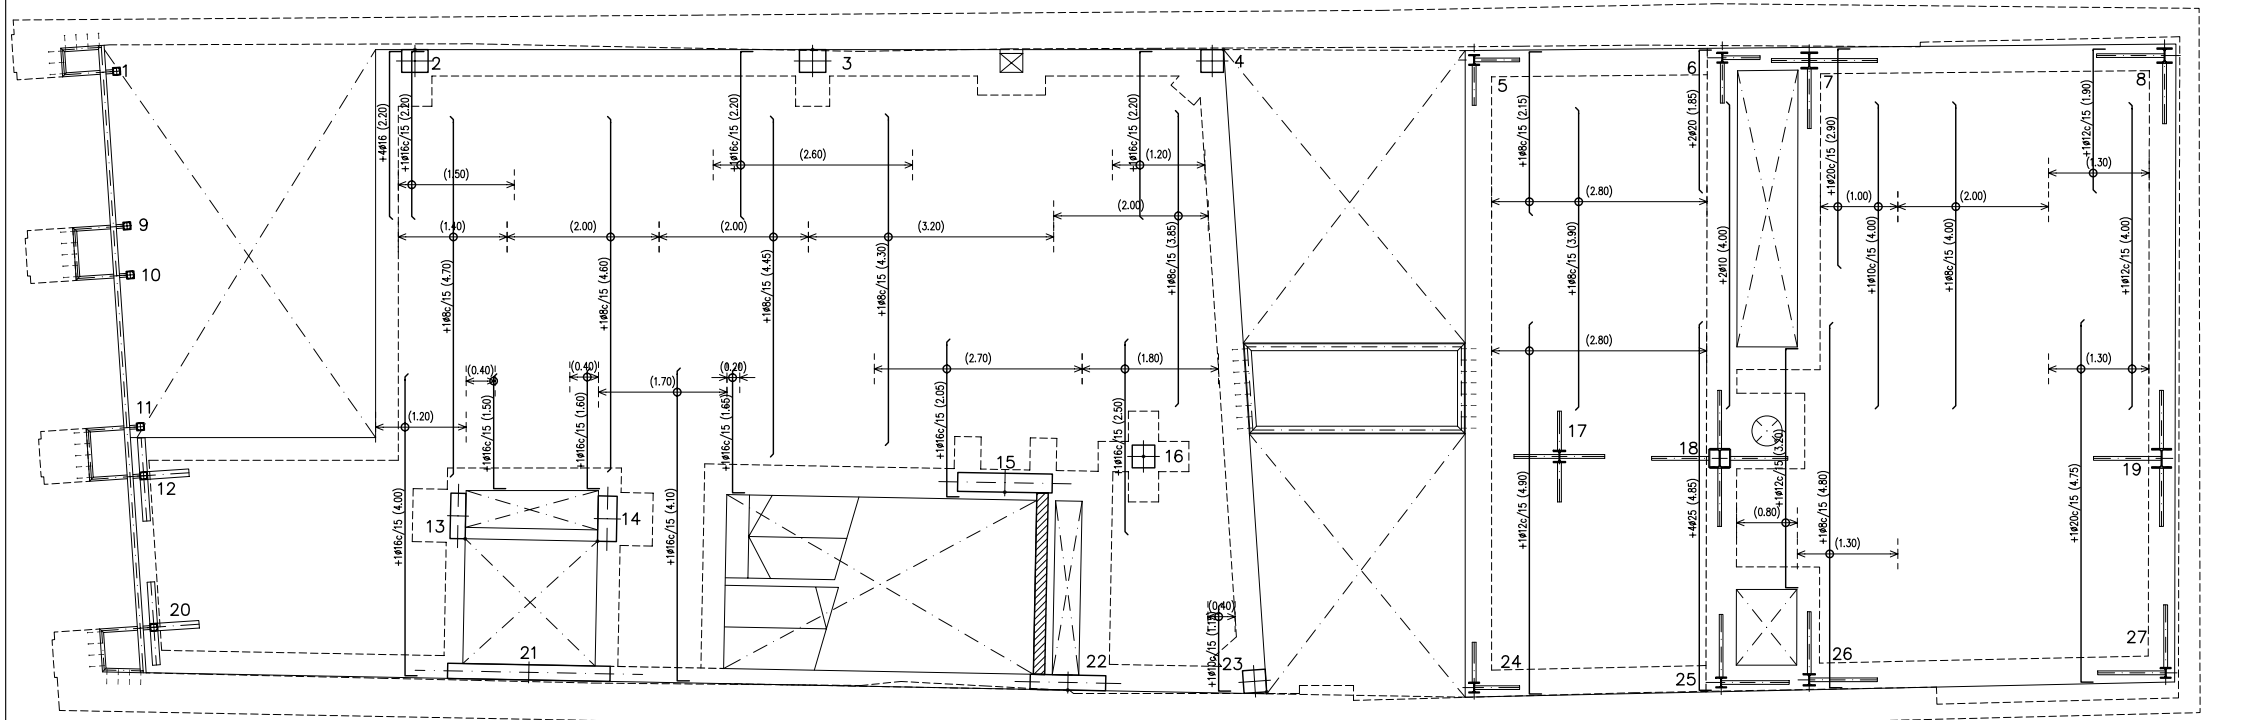 1
2
3
4
5
6
7
8
9
10
11
12
13
14
15
16
17
18
19
20
21
22
23
24
25
26
27
+4ø16 (2.20)
+1ø16c/15 (2.20)
(1.50)
(1.40)
+1ø8c/15 (4.70)
(2.00)
+1ø8c/15 (4.60)
+1ø16c/15 (2.20)
(2.60)
(2.00)
+1ø8c/15 (4.45)
(3.20)
+1ø8c/15 (4.30)
+1ø16c/15 (2.20)
(1.20)
(2.00)
+1ø8c/15 (3.85)
(1.20)
+1ø16c/15 (4.00)
(0.40)
+1ø16c/15 (1.50)
(0.40)
+1ø16c/15 (1.60)
(1.70)
+1ø16c/15 (4.10)
(0.20)
+1ø16c/15 (1.65)
(2.70)
+1ø16c/15 (2.05)
(1.80)
+1ø16c/15 (2.50)
(0.40)
+1ø8c/15 (2.15)
(2.80)
+1ø8c/15 (3.90)
+2ø20 (1.85)
+2ø10 (4.00)
(2.80)
+1ø12c/15 (4.90)
+4ø25 (4.85)
+1ø20c/15 (2.90)
(1.00)
+1ø10c/15 (4.00)
(2.00)
+1ø8c/15 (4.00)
+1ø12c/15 (1.90)
(1.30)
+1ø12c/15 (4.00)
(1.30)
+1ø20c/15 (4.75)
+1ø12c/15 (3.20)
(0.80)
+1ø8c/15 (4.80)
(1.30)